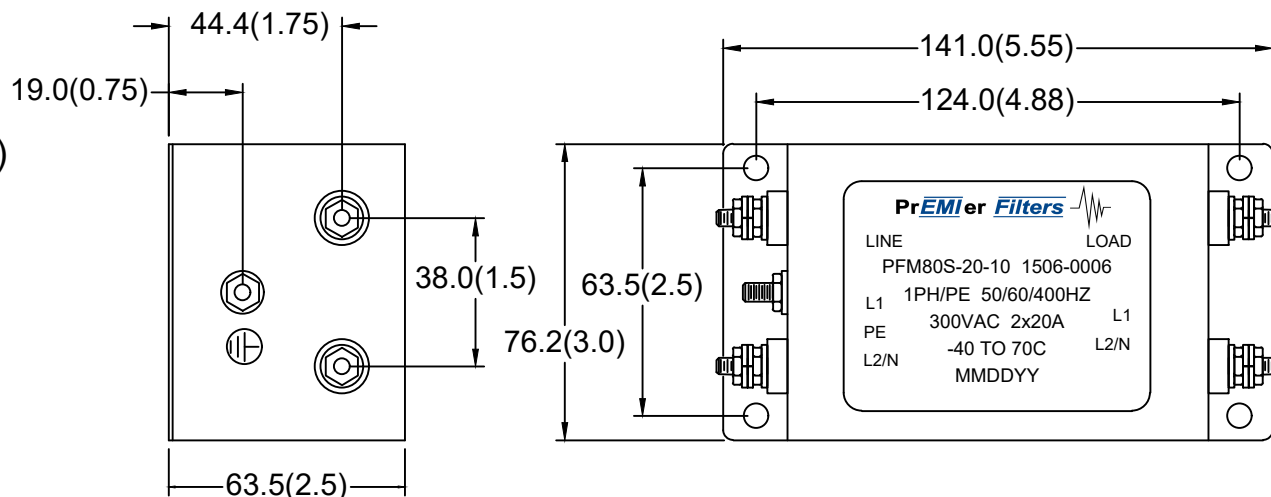 44.4(1.75)
19.0(0.75)
)
38.0(1.5)
63.5(2.5)
141.0(5.55)
124.0(4.88)
63.5(2.5)
76.2(3.0)
PrEMIer Filters
LINE LOAD
PFM80S-20-10 1506-0006
1PH/PE 50/60/400HZ
L1 300VAC 2x20A L1
PE -40 TO 70C L2/N
L2/N MMDDYY